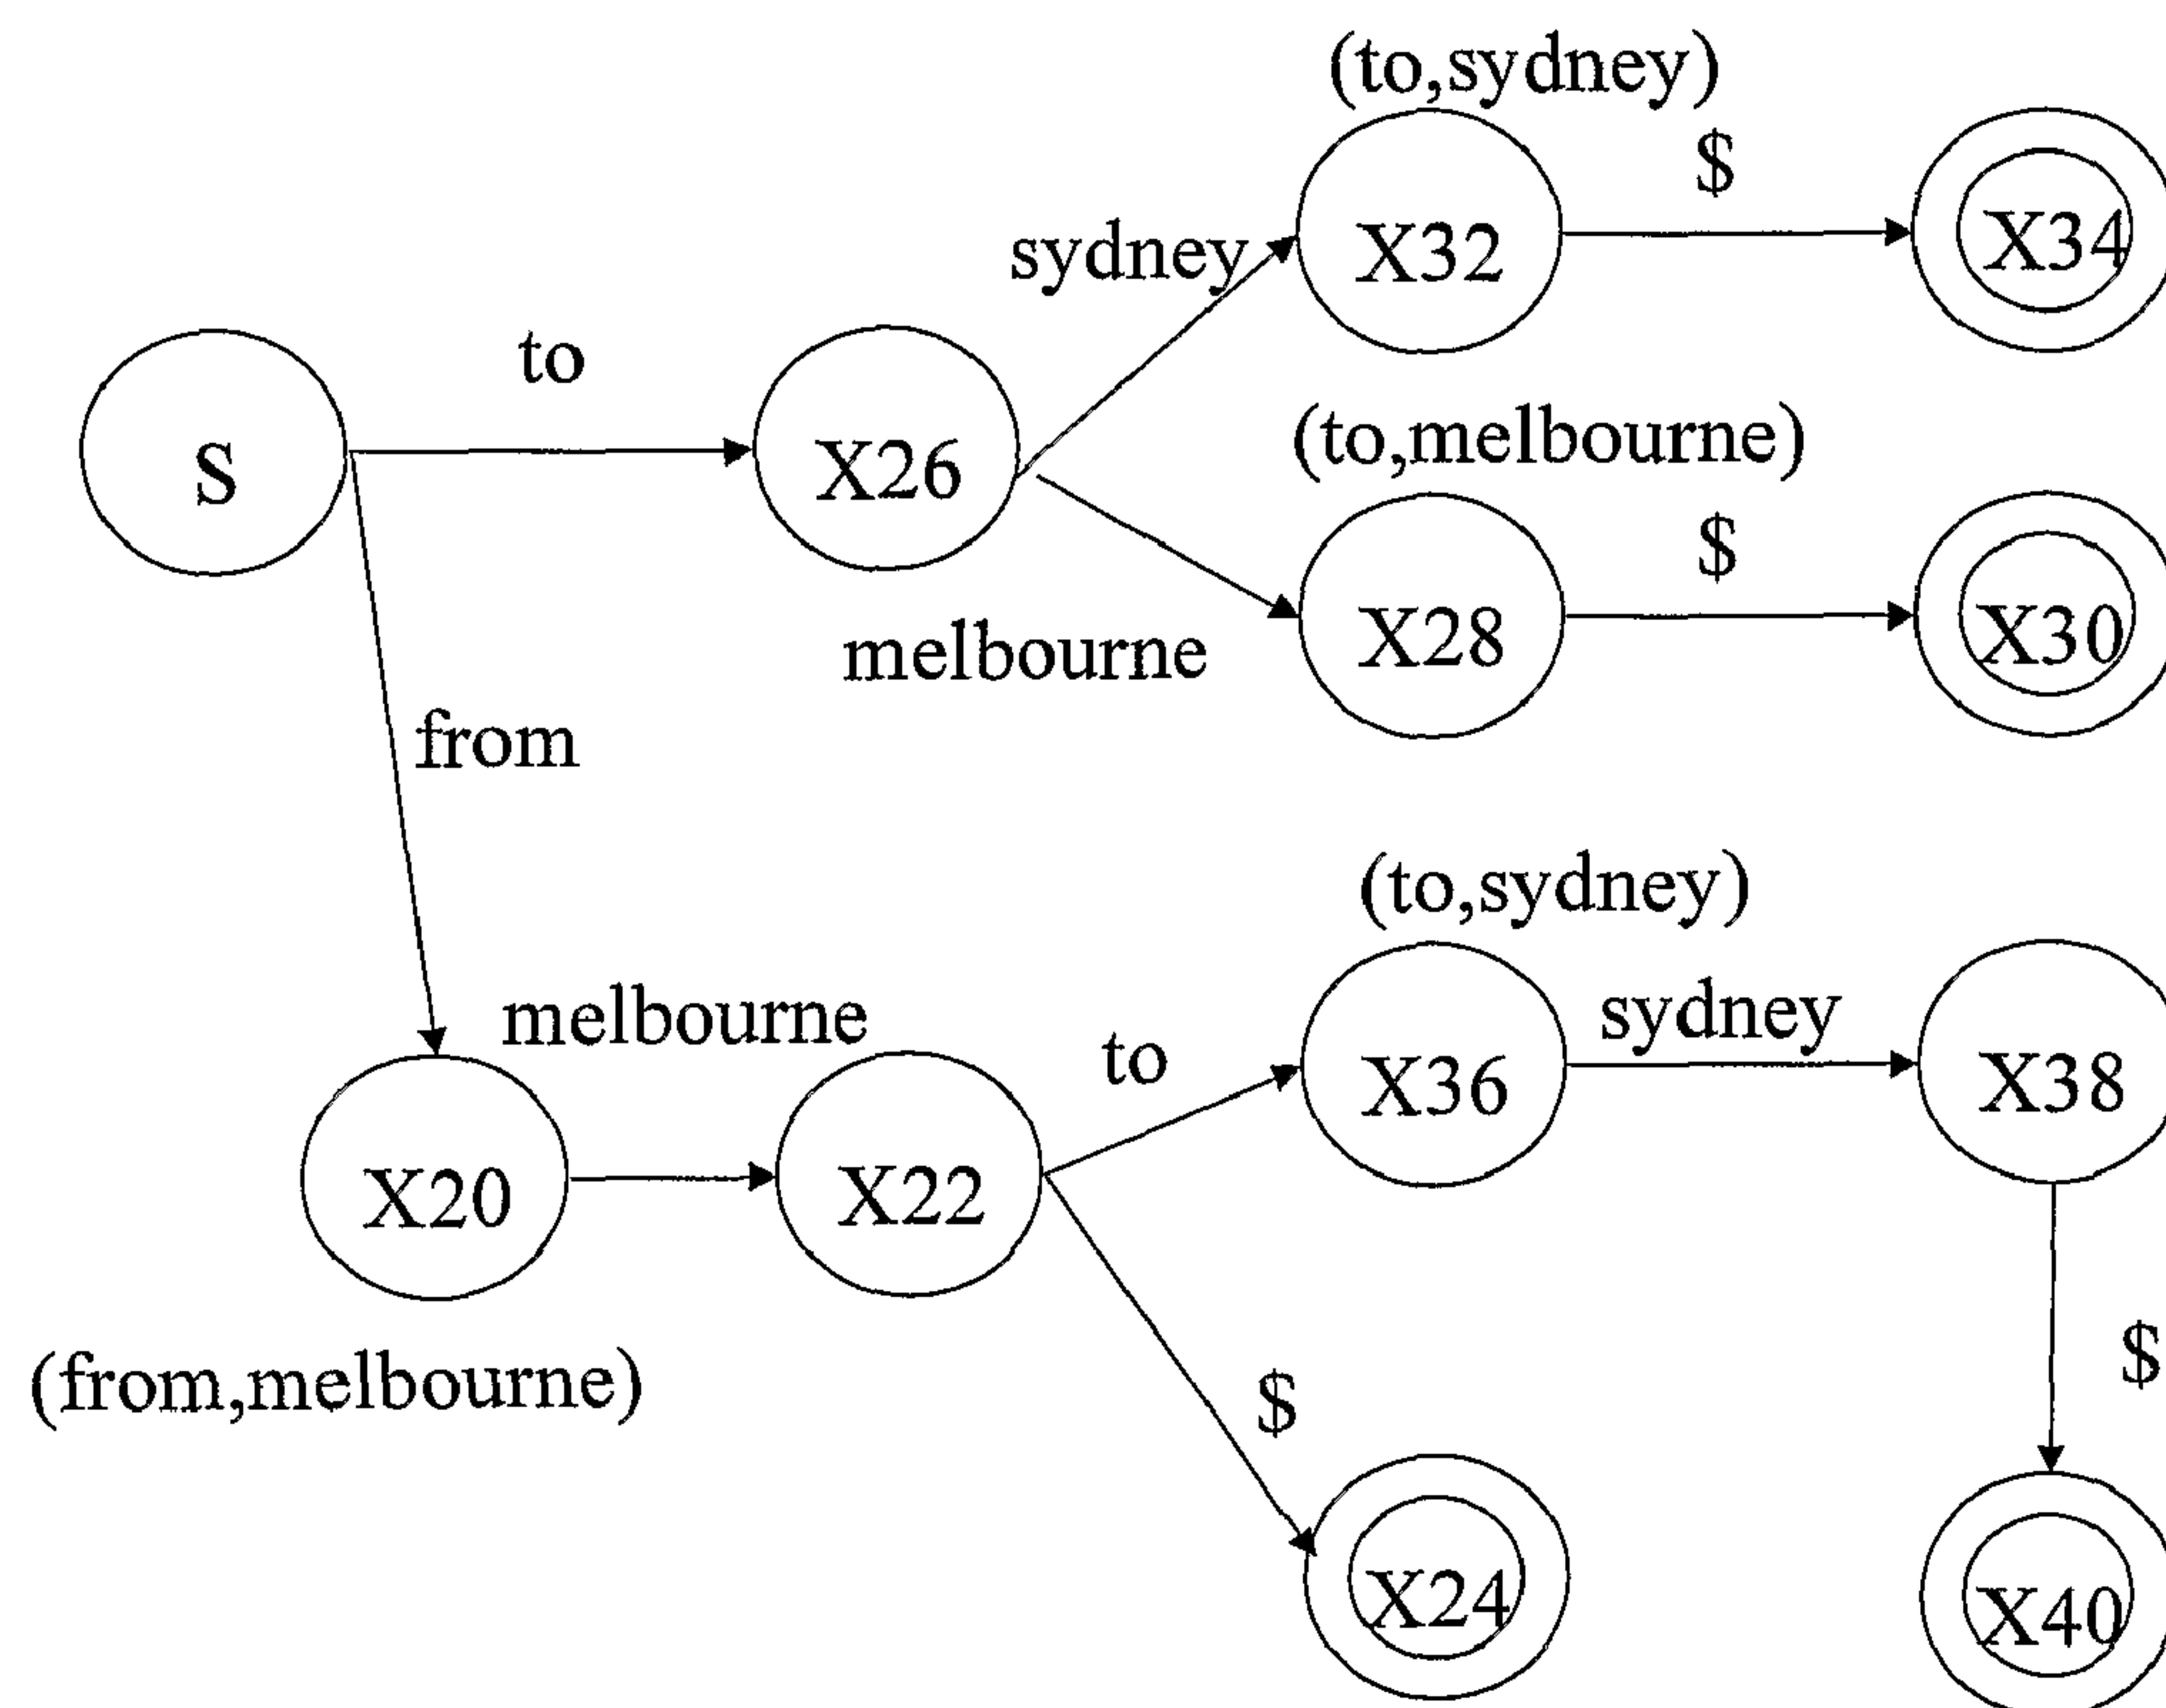 (to,sydney)
$
sydney
X32
X34
to
S
X26
(to,melbourne)
$
melbourne
X28
X30
from
(to,sydney)
melbourne
to
sydney
X36
X38
X20
X22
(from,melbourne)
$
$
X24
X40